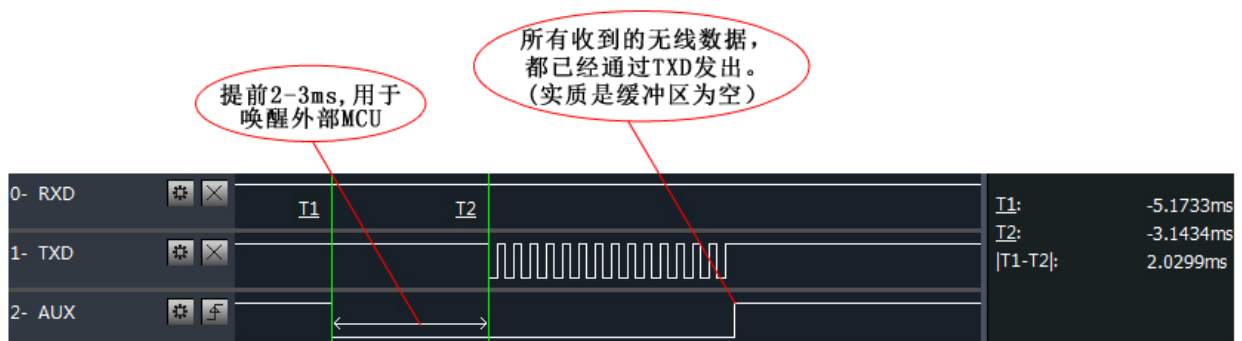 所有收到的无线数据，
都已经通过TXD发出。
(实质是缓冲区为空)
提前2-3ms,用于
唤醒外部MCU
0- RXD
T1
T2
1- TXD
2- AUX
T1: -5.1733ms
T2: -3.1434ms
|T1-T2|: 2.0299ms